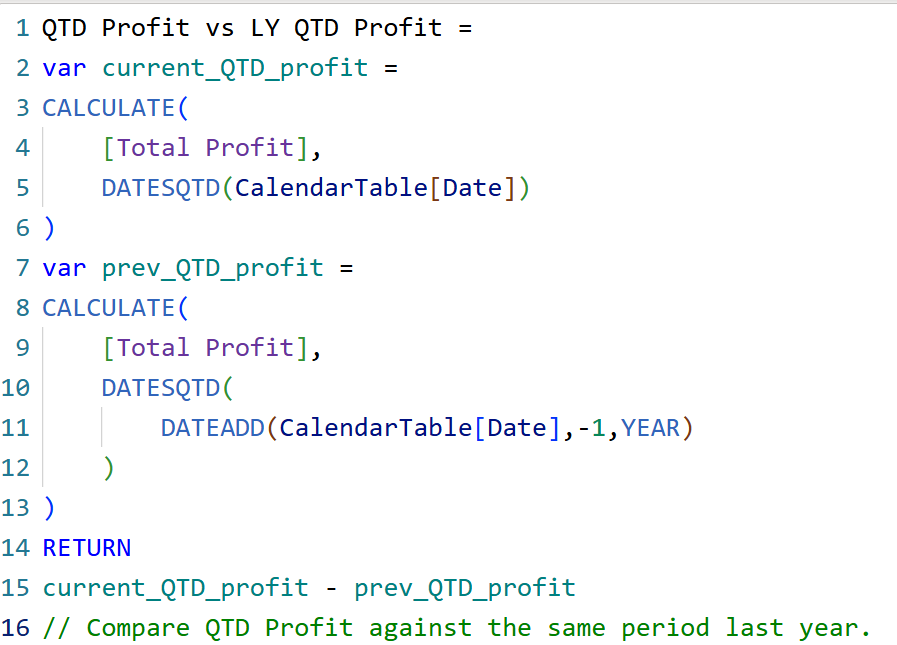 1 QTD Profit vs LY QTD Profit =
2 var current_QTD_profit =
3 CALCULATE(
4     [Total Profit],
5     DATESQTD(CalendarTable[Date])
6 )
7 var prev_QTD_profit =
8 CALCULATE(
9     [Total Profit],
10     DATESQTD(
11         DATEADD(CalendarTable[Date],-1,YEAR)
12     )
13 )
14 RETURN
15 current_QTD_profit - prev_QTD_profit
16 // Compare QTD Profit against the same period last year.